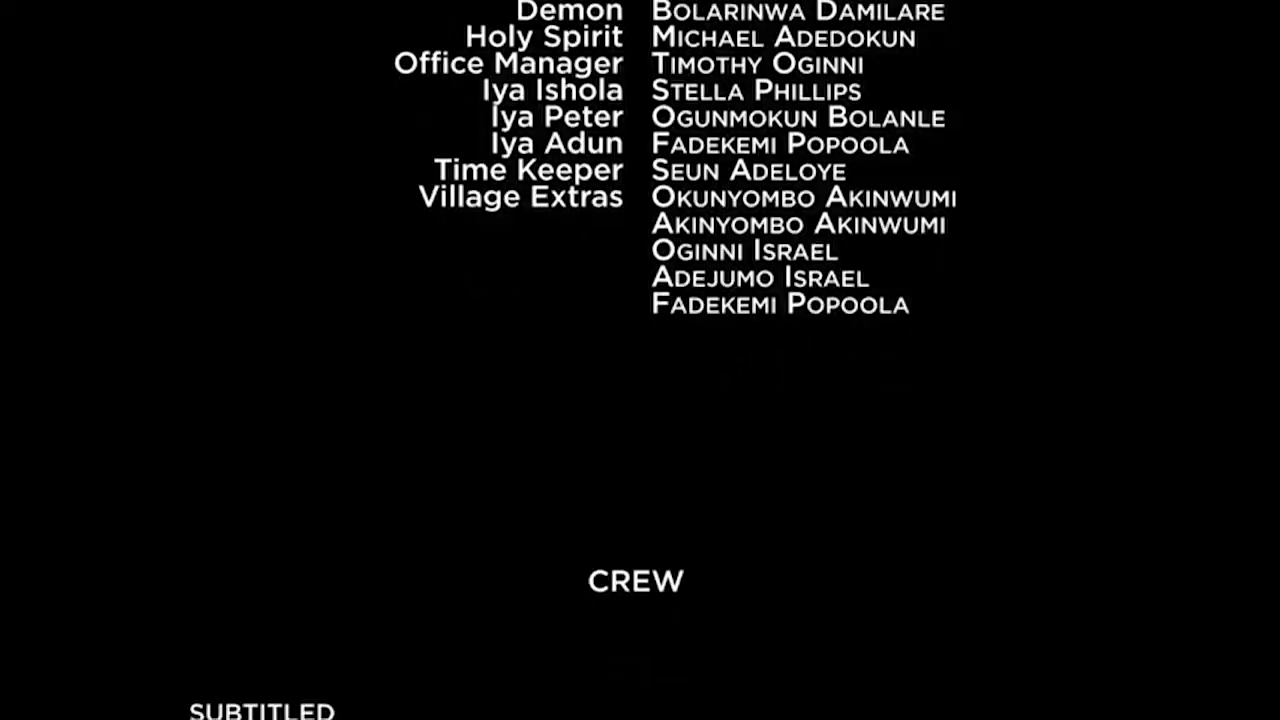 Demon BOLARINWA DAMILARE
Holy Spirit MICHAEL ADEDOKUN
Office Manager TIMOTHY OGINNI
Iya Ishola STELLA PHILLIPS
Iya Peter OGUNMOKUN BOLANLE
Iya Adun FADEKEMI POPOOLA
Time Keeper SEUN ADELOYE
Village Extras OKUNYOMBO AKINWUMI
AKINYOMBO AKINWUMI
OGINNI ISRAEL
ADEJUMO ISRAEL
FADEKEMI POPOOLA
CREW
SUBTITLED